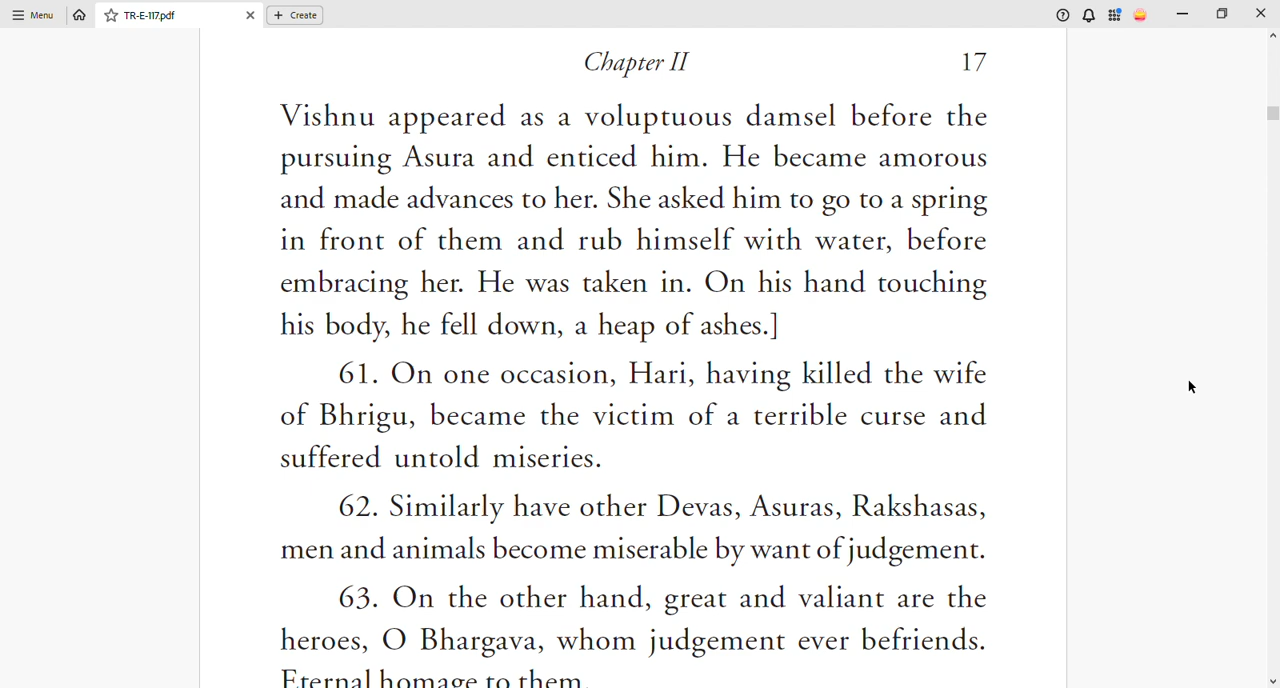 Menu
TR-E-117.pdf
Create
Chapter II 17
Vishnu appeared as a voluptuous damsel before the
pursuing Asura and enticed him. He became amorous
and made advances to her. She asked him to go to a spring
in front of them and rub himself with water, before
embracing her. He was taken in. On his hand touching
his body, he fell down, a heap of ashes.]
61. On one occasion, Hari, having killed the wife
of Bhrigu, became the victim of a terrible curse and
suffered untold miseries.
62. Similarly have other Devas, Asuras, Rakshasas,
men and animals become miserable by want of judgement.
63. On the other hand, great and valiant are the
heroes, O Bhargava, whom judgement ever befriends.
Eternal homage to them.